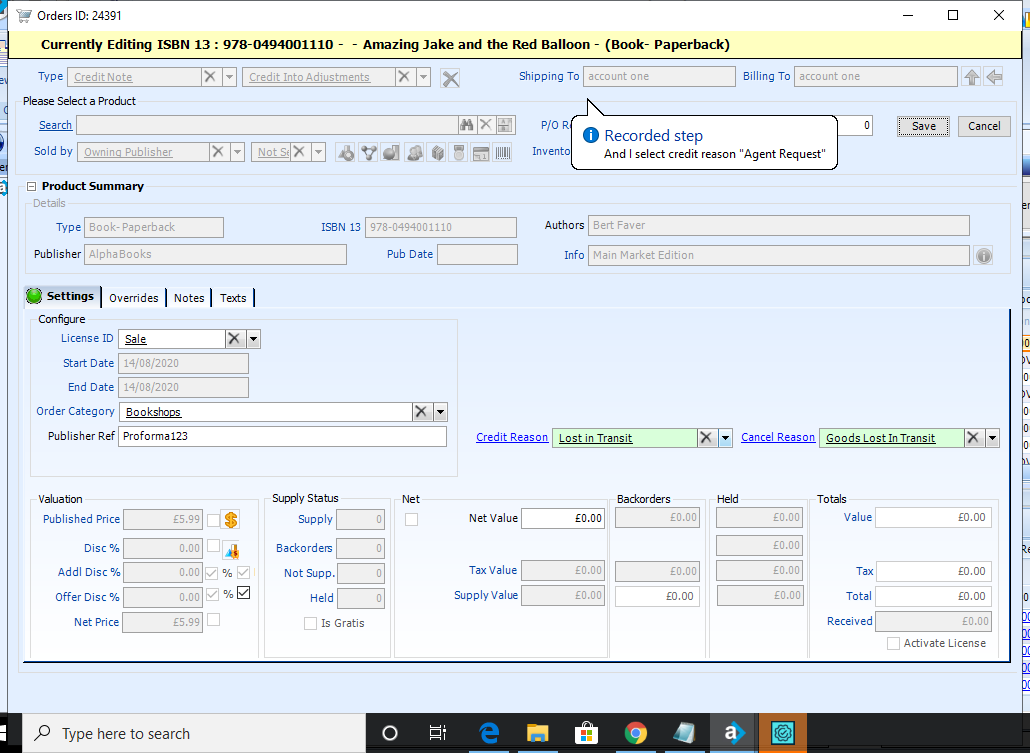 Orders ID: 24391
Currently Editing ISBN 13 : 978-0494001110 - - Amazing Jake and the Red Balloon - (Book- Paperback)
Type Credit Note Credit Into Adjustments Shipping To account one Billing To account one
Please Select a Product
Search P/O Re 0 Save Cancel
Recorded step
And I select credit reason "Agent Request"
Sold by Owning Publisher Not Se Invento
Product Summary
Details
Type Book- Paperback ISBN 13 978-0494001110 Authors Bert Faver
Publisher AlphaBooks Pub Date Info Main Market Edition
Settings Overrides Notes Texts
Configure
License ID Sale
Start Date 14/08/2020
End Date 14/08/2020
Order Category Bookshops
Publisher Ref Proforma123
Credit Reason Lost in Transit Cancel Reason Goods Lost In Transit
Valuation Supply Status Net Backorders Held Totals
Published Price £5.99 Supply 0 Net Value £0.00 £0.00 £0.00 Value £0.00
Disc % 0.00 Backorders 0 £0.00
Addl Disc % 0.00 % Not Supp. 0 Tax Value £0.00 £0.00 £0.00 Tax £0.00
Offer Disc % 0.00 % Held 0 Supply Value £0.00 £0.00 £0.00 Total £0.00
Net Price £5.99 Is Gratis Received £0.00
Activate License
Type here to search